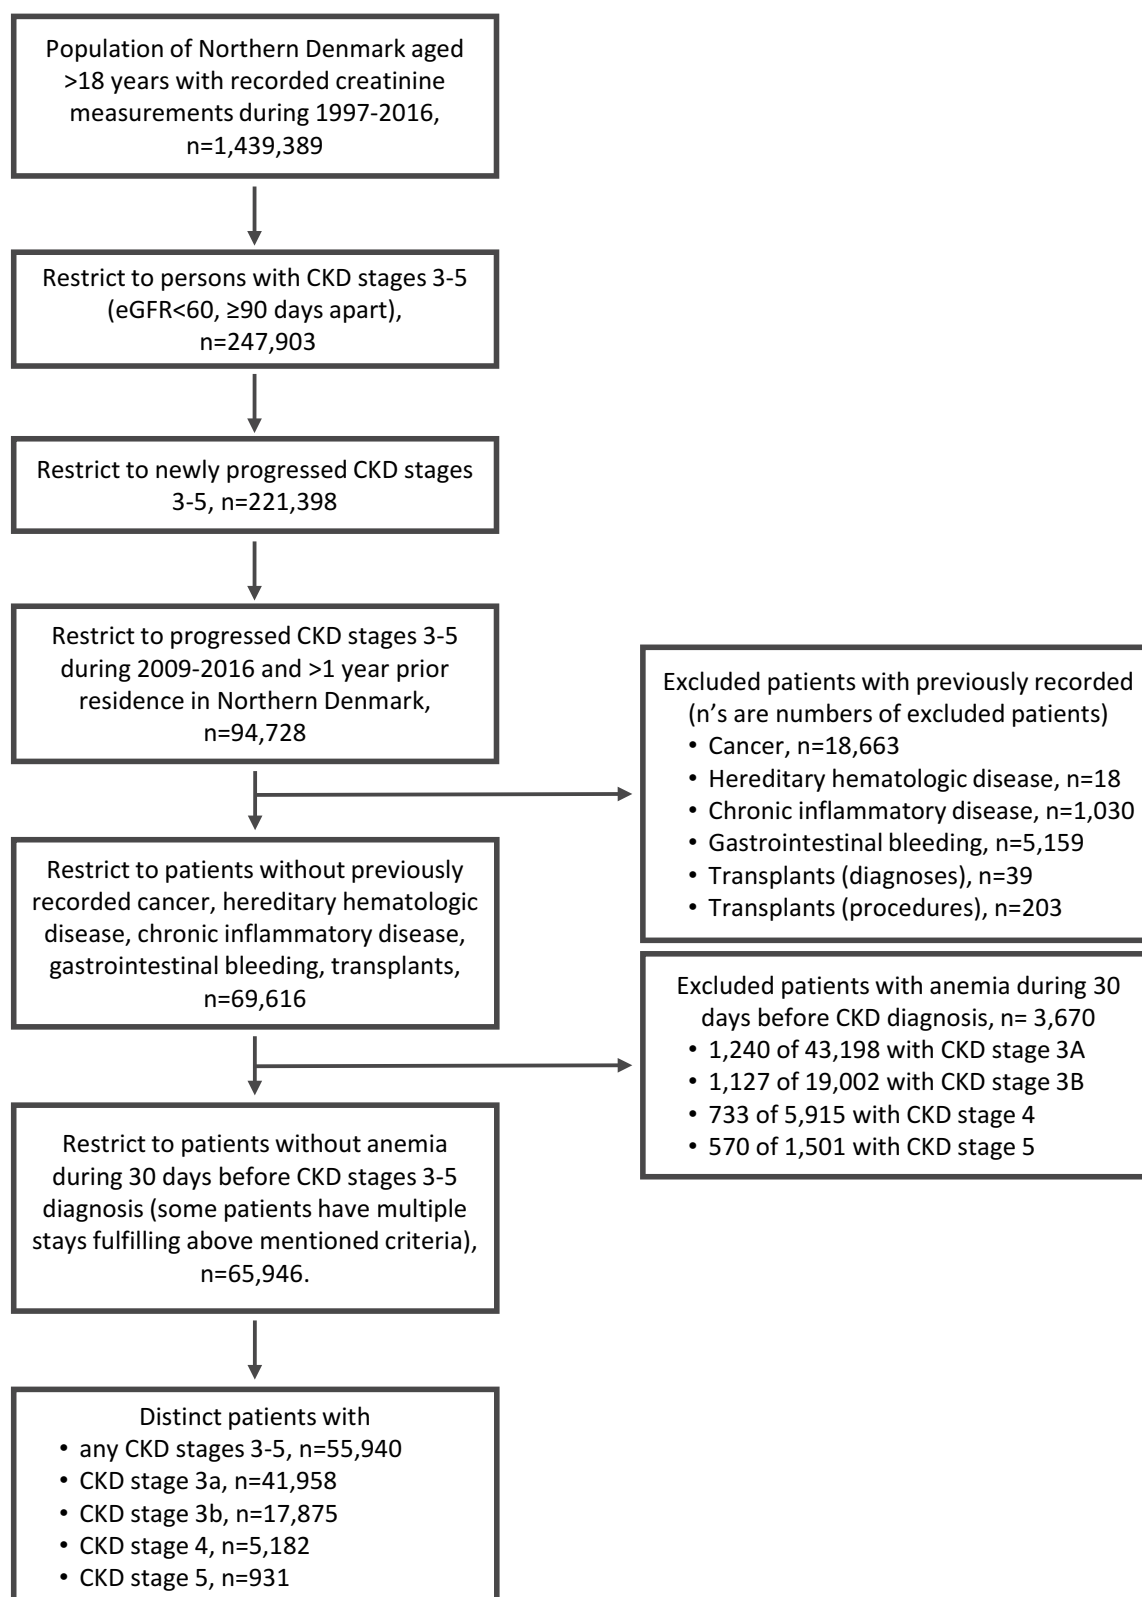 Population of Northern Denmark aged
>18 years with recorded creatinine
measurements during 1997-2016,
n=1,439,389
Restrict to persons with CKD stages 3-5
(eGFR<60, ≥90 days apart),
n=247,903
Restrict to newly progressed CKD stages
3-5, n=221,398
Restrict to progressed CKD stages 3-5
during 2009-2016 and >1 year prior
residence in Northern Denmark,
n=94,728
Excluded patients with previously recorded
(n’s are numbers of excluded patients)
• Cancer, n=18,663
• Hereditary hematologic disease, n=18
• Chronic inflammatory disease, n=1,030
• Gastrointestinal bleeding, n=5,159
• Transplants (diagnoses), n=39
• Transplants (procedures), n=203
Restrict to patients without previously
recorded cancer, hereditary hematologic
disease, chronic inflammatory disease,
gastrointestinal bleeding, transplants,
n=69,616
Excluded patients with anemia during 30
days before CKD diagnosis, n= 3,670
• 1,240 of 43,198 with CKD stage 3A
• 1,127 of 19,002 with CKD stage 3B
• 733 of 5,915 with CKD stage 4
• 570 of 1,501 with CKD stage 5
Restrict to patients without anemia
during 30 days before CKD stages 3-5
diagnosis (some patients have multiple
stays fulfilling above mentioned criteria),
n=65,946.
Distinct patients with
• any CKD stages 3-5, n=55,940
• CKD stage 3a, n=41,958
• CKD stage 3b, n=17,875
• CKD stage 4, n=5,182
• CKD stage 5, n=931